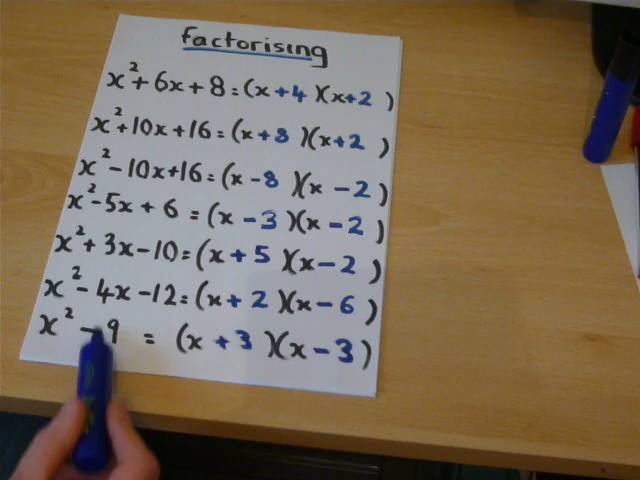 Factorising
x² + 6x + 8 = (x + 4)(x + 2)
x² + 10x + 16 = (x + 8)(x + 2)
x² - 10x + 16 = (x - 8)(x - 2)
x² - 5x + 6 = (x - 3)(x - 2)
x² + 3x - 10 = (x + 5)(x - 2)
x² - 4x - 12 = (x + 2)(x - 6)
x² - 9 = (x + 3)(x - 3)